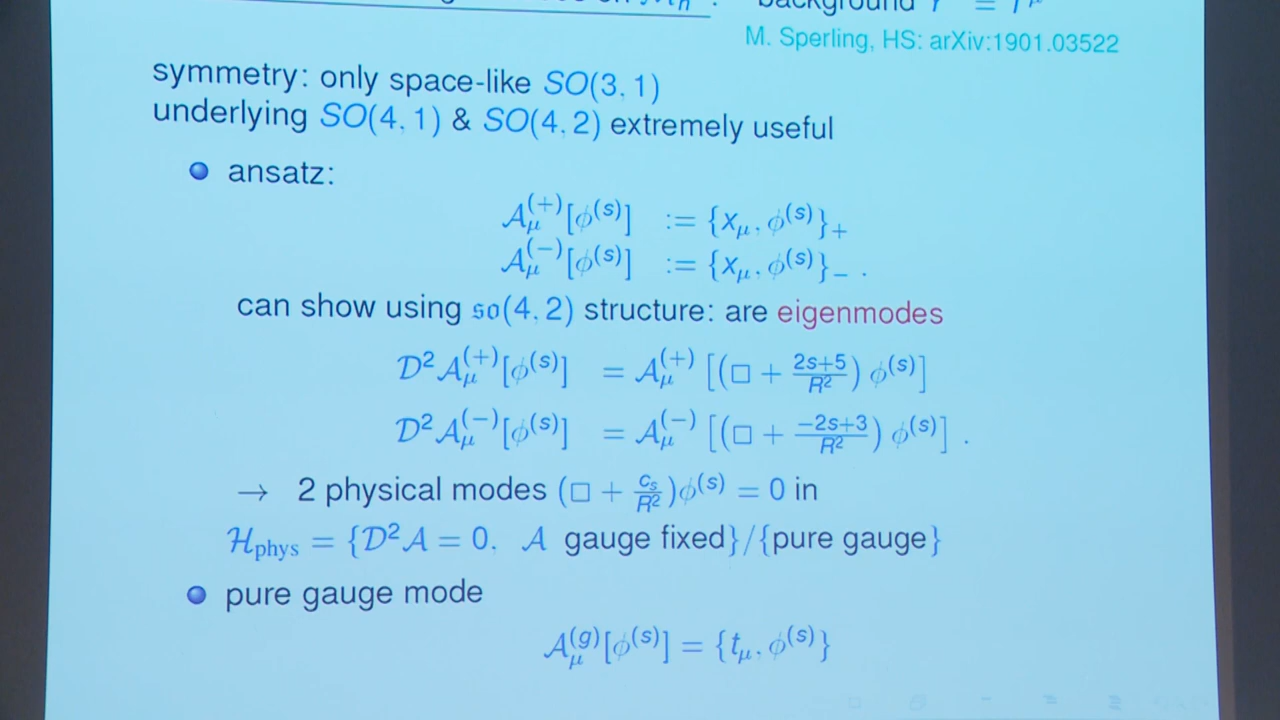 on
background
M. Sperling, HS: arXiv:1901.03522
symmetry: only space-like SO(3,1)
underlying SO(4,1) & SO(4,2) extremely useful
ansatz:
𝒜_μ^(+)[ϕ^(s)] := {x_μ, ϕ^(s)}_+
𝒜_μ^(−)[ϕ^(s)] := {x_μ, ϕ^(s)}_− .
can show using 𝔰𝔬(4,2) structure: are eigenmodes
𝒟²𝒜_μ^(+)[ϕ^(s)] = 𝒜_μ^(+)[(□ + (2s+5)/R²) ϕ^(s)]
𝒟²𝒜_μ^(−)[ϕ^(s)] = 𝒜_μ^(−)[(□ + (−2s+3)/R²) ϕ^(s)] .
→ 2 physical modes (□ + c_s/R²)ϕ^(s) = 0 in
ℋ_phys = {𝒟²𝒜 = 0, 𝒜 gauge fixed}/{pure gauge}
pure gauge mode
𝒜_μ^(g)[ϕ^(s)] = {t_μ, ϕ^(s)}